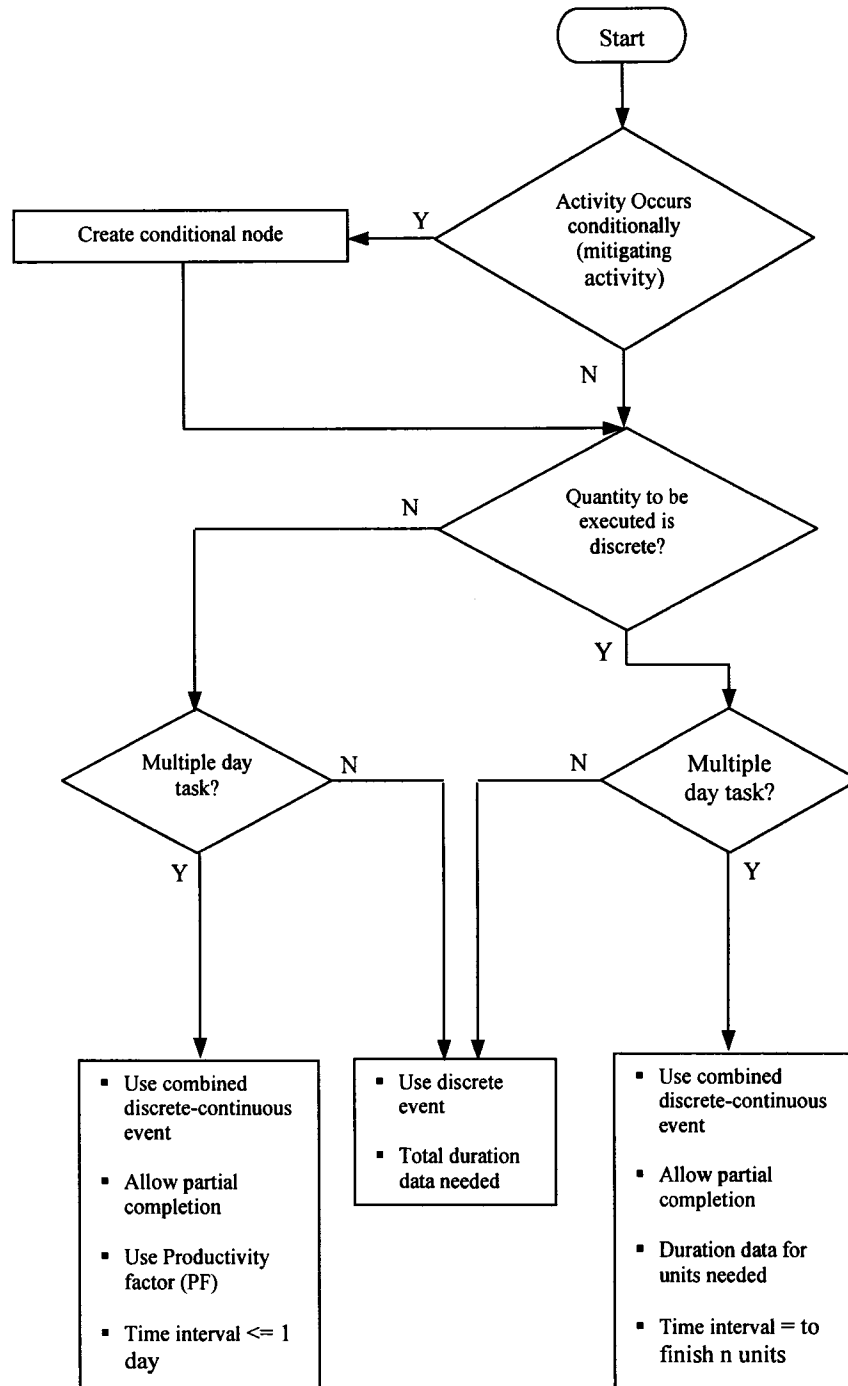 Start
Activity Occurs
conditionally
(mitigating
activity)
Y
Create conditional node
N
Quantity to be
executed is
discrete?
N
Y
Multiple day
task?
N
Y
Multiple
day task?
N
Y
▪ Use combined
discrete-continuous
event
▪ Allow partial
completion
▪ Use Productivity
factor (PF)
▪ Time interval <= 1
day
▪ Use discrete
event
▪ Total duration
data needed
▪ Use combined
discrete-continuous
event
▪ Allow partial
completion
▪ Duration data for
units needed
▪ Time interval = to
finish n units